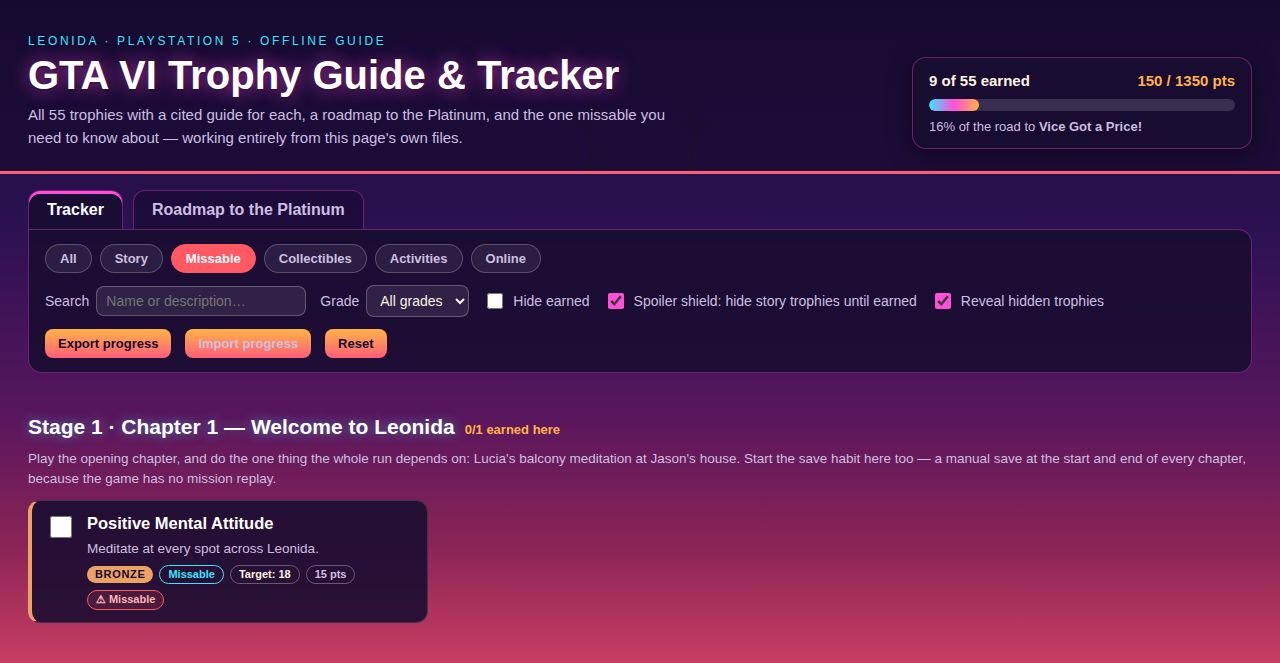 LEONIDA · PLAYSTATION 5 · OFFLINE GUIDE
GTA VI Trophy Guide & Tracker
All 55 trophies with a cited guide for each, a roadmap to the Platinum, and the one missable you
need to know about — working entirely from this page's own files.
9 of 55 earned 150 / 1350 pts
16% of the road to Vice Got a Price!
Tracker Roadmap to the Platinum
All Story Missable Collectibles Activities Online
Search Name or description… Grade All grades Hide earned Spoiler shield: hide story trophies until earned Reveal hidden trophies
Export progress Import progress Reset
Stage 1 · Chapter 1 — Welcome to Leonida 0/1 earned here
Play the opening chapter, and do the one thing the whole run depends on: Lucia's balcony meditation at Jason's house. Start the save habit here too — a manual save at the start and end of every chapter,
because the game has no mission replay.
Positive Mental Attitude
Meditate at every spot across Leonida.
BRONZE Missable Target: 18 15 pts
⚠ Missable